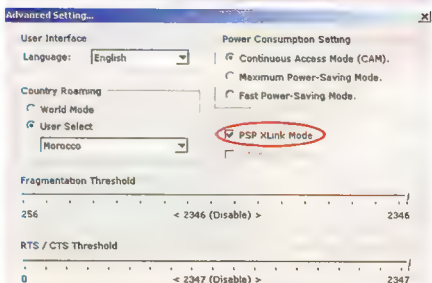 Advanced Setting...
User Interface
Language: English
Country Roaming
World Mode
User Select
Morocco
Power Consumption Setting
Continuous Access Mode (CAM).
Maximum Power-Saving Mode.
Fast Power-Saving Mode.
PSP XLink Mode
Fragmentation Threshold
256 < 2346 (Disable) > 2346
RTS / CTS Threshold
0 < 2347 (Disable) > 2347